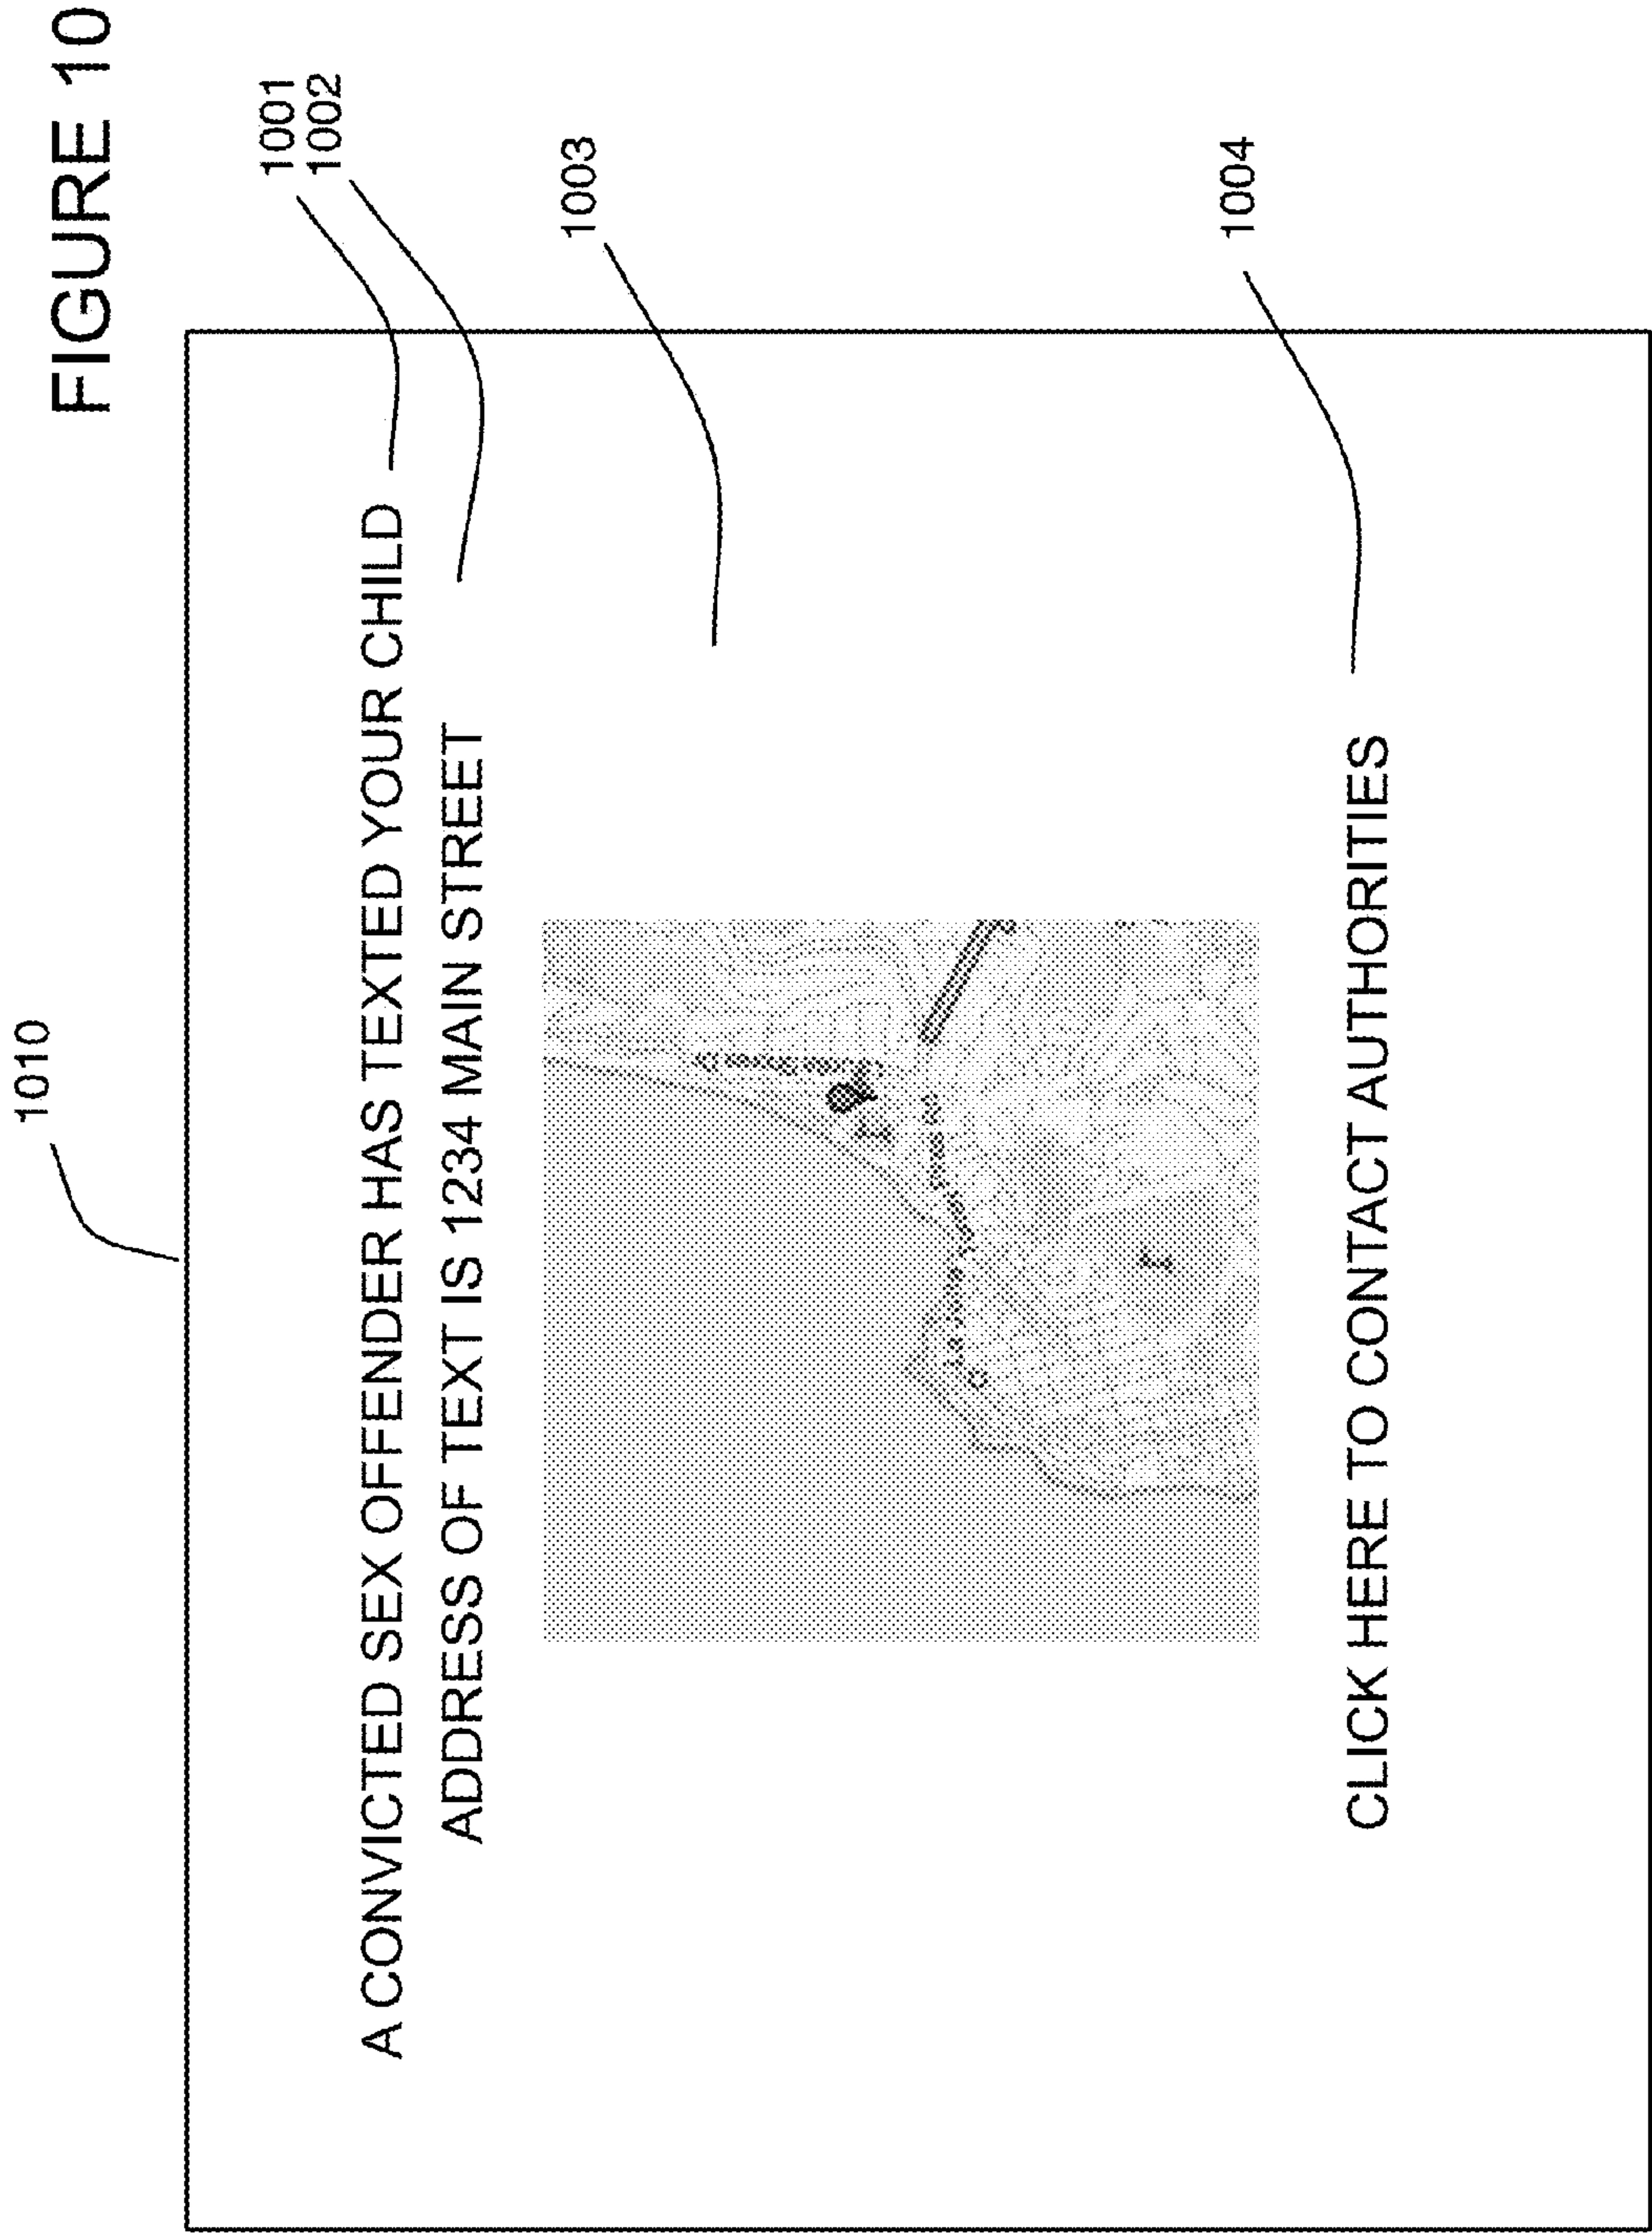 FIGURE 10
1010
1001
1002
A CONVICTED SEX OFFENDER HAS TEXTED YOUR CHILD
ADDRESS OF TEXT IS 1234 MAIN STREET
1003
1004
CLICK HERE TO CONTACT AUTHORITIES